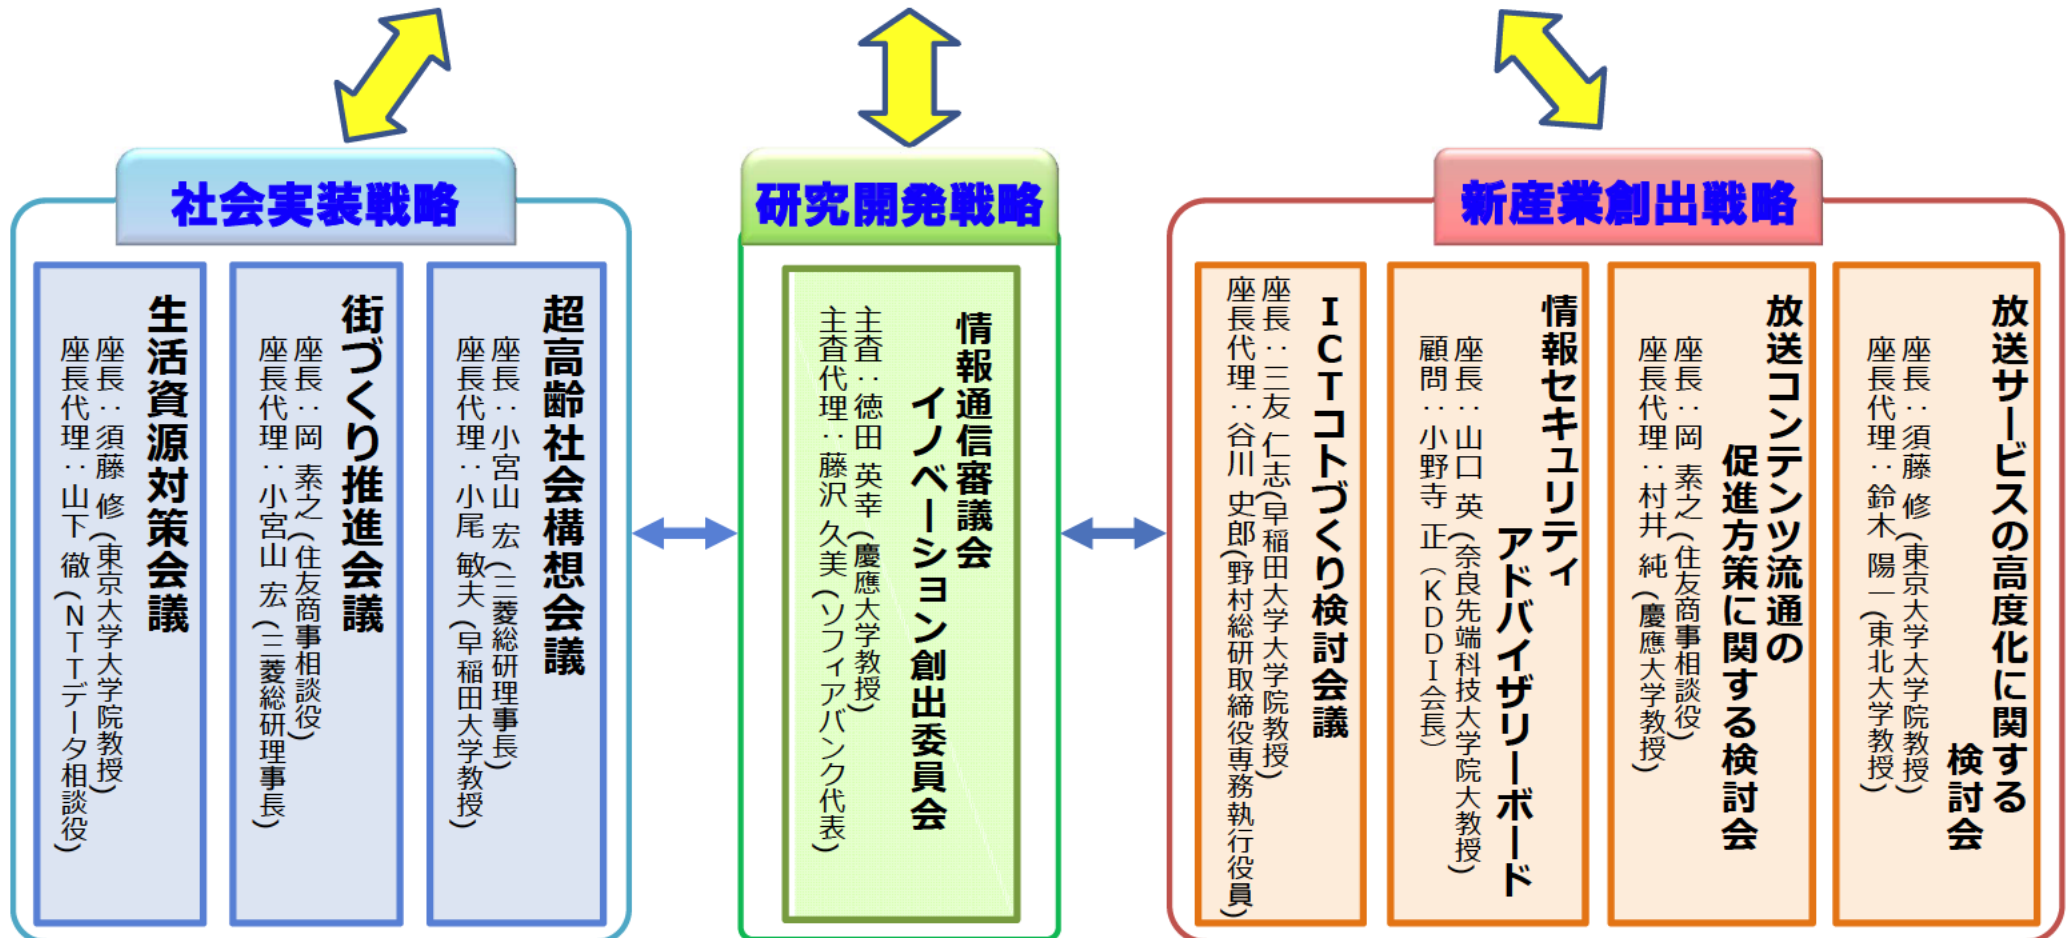 社会実装戦略
生活資源対策会議
座長：須藤 修（東京大学大学院教授）
座長代理：山下 徹（NTTデータ相談役）
街づくり推進会議
座長：岡 素之（住友商事相談役）
座長代理：小宮山 宏（三菱総研理事長）
超高齢社会構想会議
座長：小宮山 宏（三菱総研理事長）
座長代理：小尾 敏夫（早稲田大学教授）
研究開発戦略
情報通信審議会
イノベーション創出委員会
主査：徳田 英幸（慶應大学教授）
主査代理：藤沢 久美（ソフィアバンク代表）
新産業創出戦略
ICTコトづくり検討会議
座長：三友 仁志（早稲田大学大学院教授）
座長代理：谷川 史郎（野村総研取締役専務執行役員）
情報セキュリティ
アドバイザリーボード
座長：山口 英（奈良先端科技大学院大教授）
顧問：小野寺 正（KDDI会長）
放送コンテンツ流通の
促進方策に関する検討会
座長：岡 素之（住友商事相談役）
座長代理：村井 純（慶應大学教授）
放送サービスの高度化に関する
検討会
座長：須藤 修（東京大学大学院教授）
座長代理：鈴木 陽一（東北大学教授）